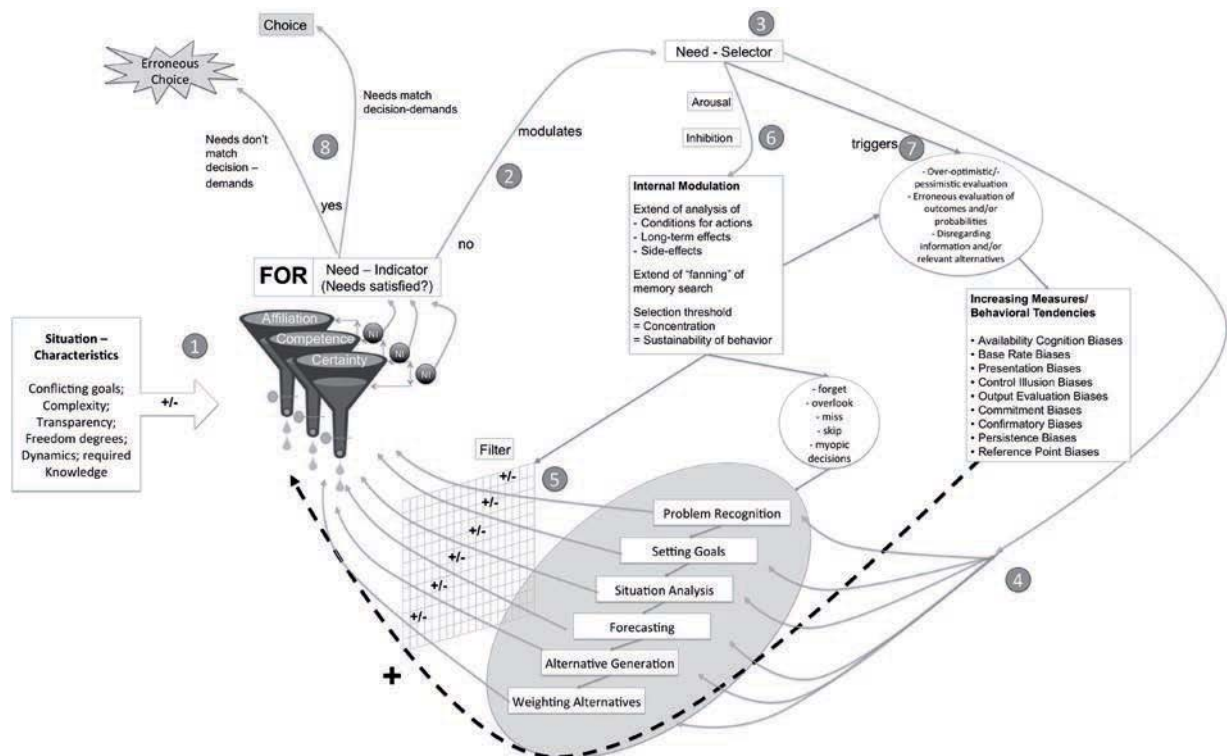 Choice
Erroneous
Choice
Needs match
decision-demands
Needs don't
match
decision –
demands
8
yes
modulates
2
no
3
Need - Selector
Arousal
Inhibition
6
triggers
7
- Over-optimistic/-
pessimistic evaluation
- Erroneous evaluation of
outcomes and/or
probabilities
- Disregarding
information and/or
relevant alternatives
Internal Modulation
Extend of analysis of
- Conditions for actions
- Long-term effects
- Side-effects
Extend of "fanning" of
memory search
Selection threshold
= Concentration
= Sustainability of behavior
FOR
Need – Indicator
(Needs satisfied?)
Affiliation
Competence
Certainty
NI
NI
NI
1
Situation –
Characteristics
Conflicting goals;
Complexity;
Transparency;
Freedom degrees;
Dynamics; required
Knowledge
+/-
Increasing Measures/
Behavioral Tendencies
• Availability Cognition Biases
• Base Rate Biases
• Presentation Biases
• Control Illusion Biases
• Output Evaluation Biases
• Commitment Biases
• Confirmatory Biases
• Persistence Biases
• Reference Point Biases
- forget
- overlook
- miss
- skip
- myopic
decisions
Filter
5
+/-
+/-
+/-
+/-
+/-
+/-
Problem Recognition
Setting Goals
Situation Analysis
Forecasting
Alternative Generation
Weighting Alternatives
4
+